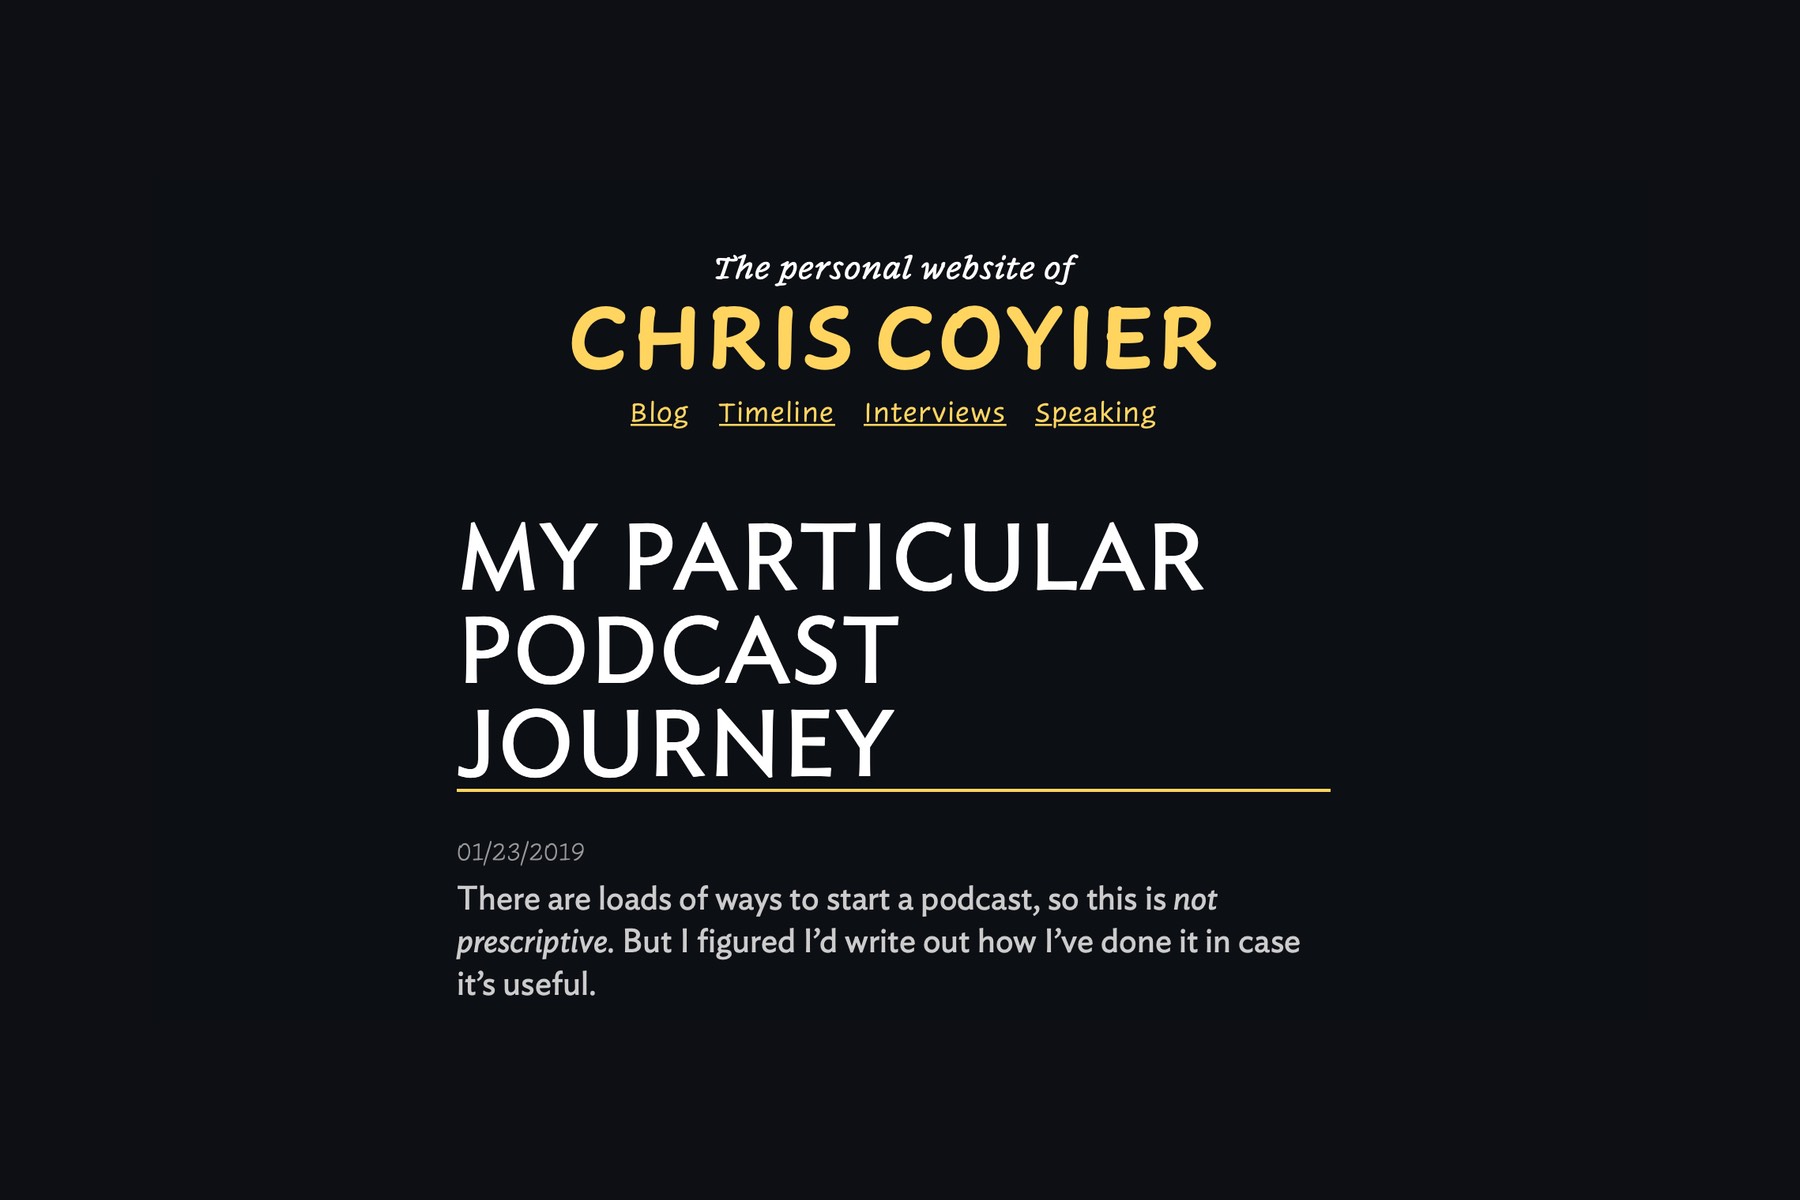 The personal website of
CHRIS COYIER
Blog Timeline Interviews Speaking
MY PARTICULAR
PODCAST
JOURNEY
01/23/2019
There are loads of ways to start a podcast, so this is not
prescriptive. But I figured I’d write out how I’ve done it in case
it’s useful.